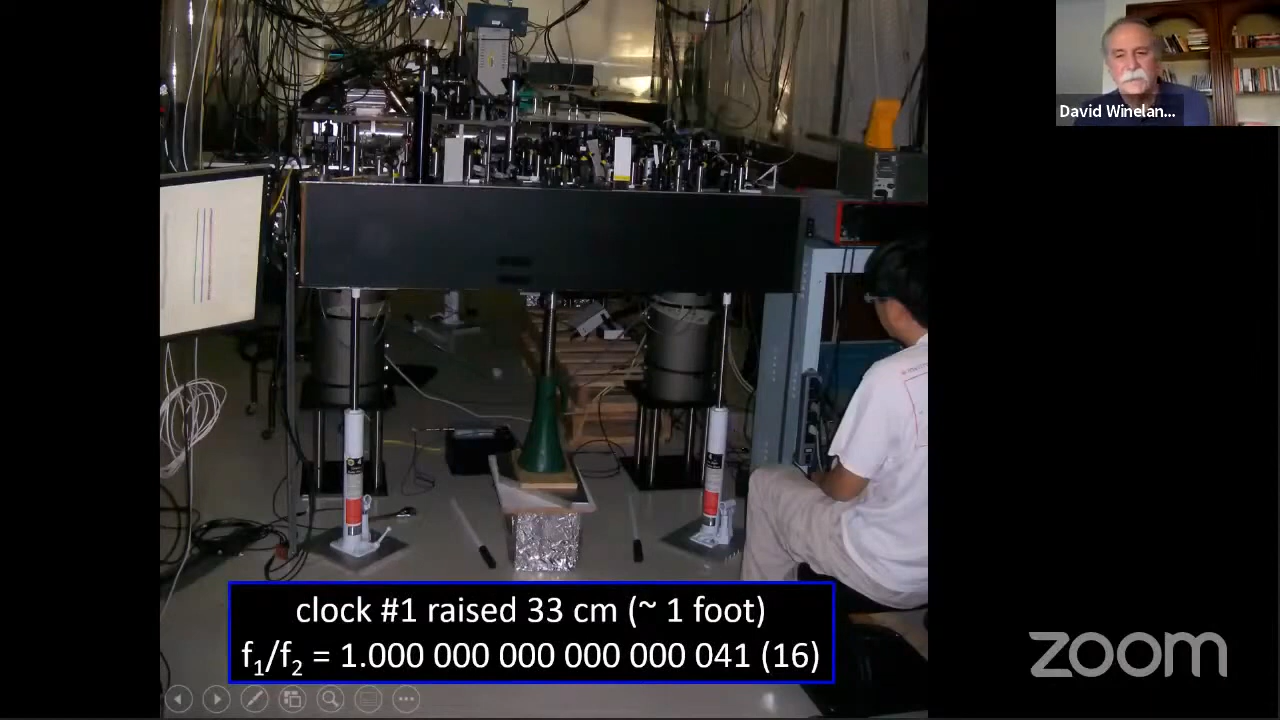 David Winelan...
clock #1 raised 33 cm (~ 1 foot)
f₁/f₂ = 1.000 000 000 000 000 041 (16)
zoom